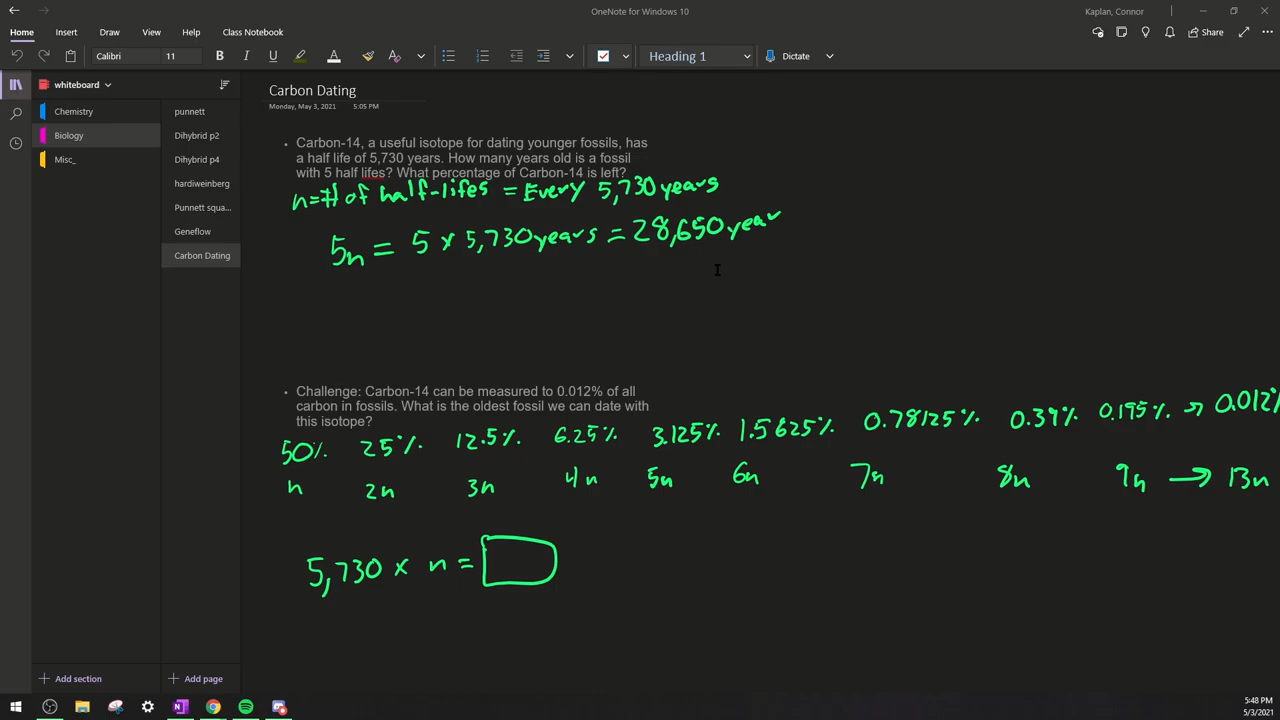 OneNote for Windows 10
Kaplan, Connor
Home Insert Draw View Help Class Notebook
Share
Calibri 11 B I U A Heading 1 Dictate
whiteboard
Chemistry
Biology
Misc_
punnett
Dihybrid p2
Dihybrid p4
hardiweinberg
Punnett squa...
Geneflow
Carbon Dating
Add section
Add page
Carbon Dating
Monday, May 3, 2021 5:05 PM
• Carbon-14, a useful isotope for dating younger fossils, has
a half life of 5,730 years. How many years old is a fossil
with 5 half lifes? What percentage of Carbon-14 is left?
n=# of half-lifes = Every 5,730 years
5n = 5 x 5,730 years = 28,650 year
• Challenge: Carbon-14 can be measured to 0.012% of all
carbon in fossils. What is the oldest fossil we can date with
this isotope?
50% 25% 12.5% 6.25% 3.125% 1.5625% 0.78125% 0.39% 0.195% → 0.012%
n 2n 3n 4n 5n 6n 7n 8n 9n → 13n
5,730 x n =
5:48 PM
5/3/2021